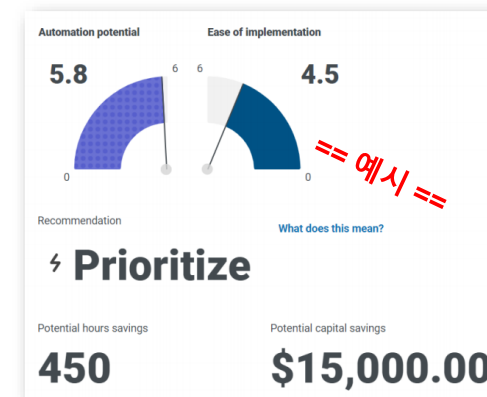 Automation potential
Ease of implementation
5.8
6
6
4.5
0
0
== 예시 ==
Recommendation
What does this mean?
Prioritize
Potential hours savings
Potential capital savings
450
$15,000.00